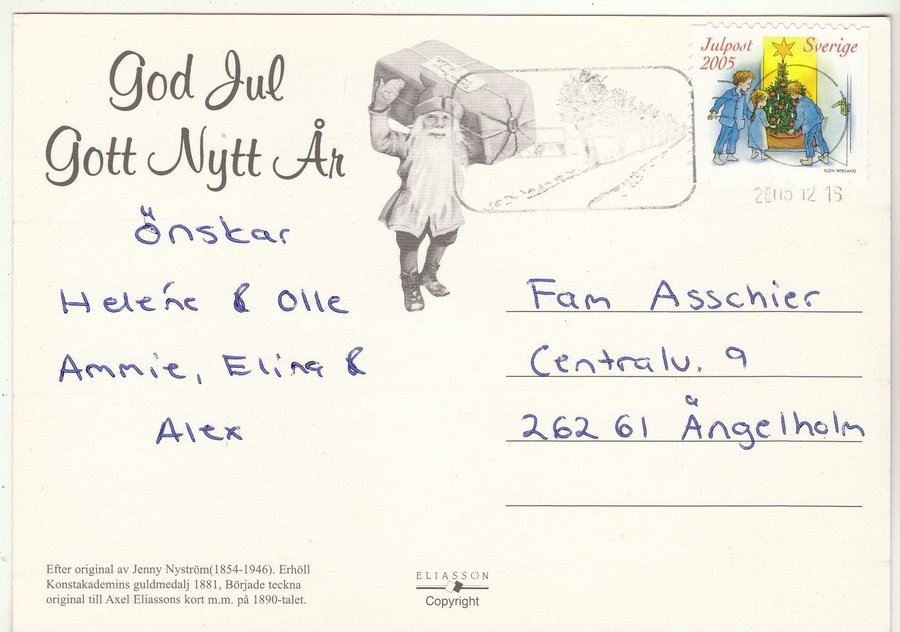 God Jul
Gott Nytt År
Önskar
Helene & Olle
Ammie, Elina &
Alex
Julpost Sverige
2005
ILON WIKLAND
2005 12 16
Fam Asschier
Centralv. 9
262 61 Ängelholm
Efter original av Jenny Nyström(1854-1946). Erhöll
Konstakademins guldmedalj 1881, Började teckna
original till Axel Eliassons kort m.m. på 1890-talet.
ELIASSON
Copyright